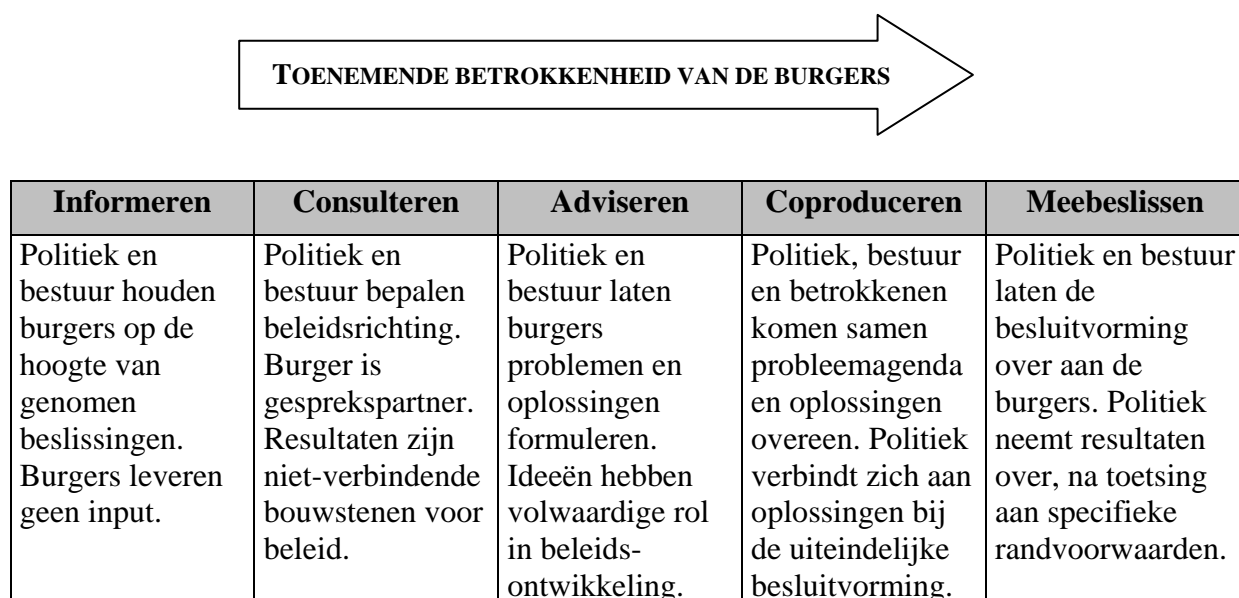 TOENEMENDE BETROKKENHEID VAN DE BURGERS
Informeren
Politiek en
bestuur houden
burgers op de
hoogte van
genomen
beslissingen.
Burgers leveren
geen input.
Consulteren
Politiek en
bestuur bepalen
beleidsrichting.
Burger is
gesprekspartner.
Resultaten zijn
niet-verbindende
bouwstenen voor
beleid.
Adviseren
Politiek en
bestuur laten
burgers
problemen en
oplossingen
formuleren.
Ideeën hebben
volwaardige rol
in beleids-
ontwikkeling.
Coproduceren
Politiek, bestuur
en betrokkenen
komen samen
probleemagenda
en oplossingen
overeen. Politiek
verbindt zich aan
oplossingen bij
de uiteindelijke
besluitvorming.
Meebeslissen
Politiek en bestuur
laten de
besluitvorming
over aan de
burgers. Politiek
neemt resultaten
over, na toetsing
aan specifieke
randvoorwaarden.